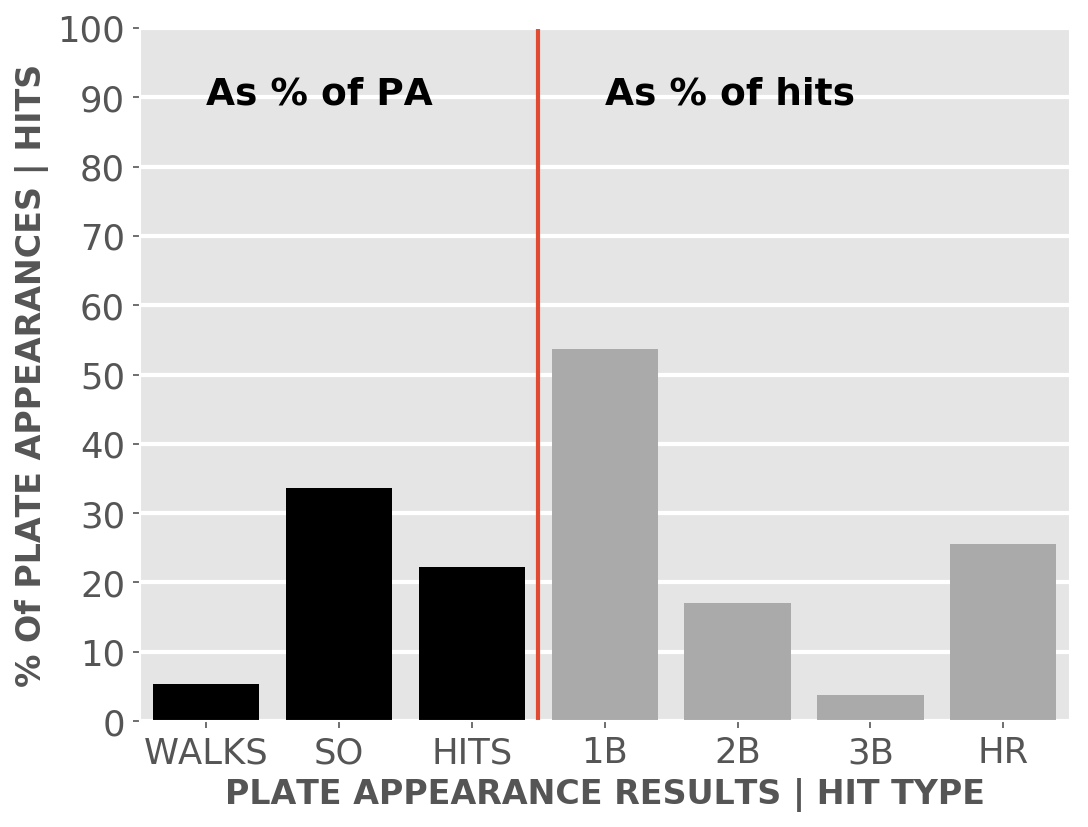 % Of PLATE APPEARANCES | HITS
100
90
80
70
60
50
40
30
20
10
0
As % of PA
As % of hits
WALKS SO HITS 1B 2B 3B HR
PLATE APPEARANCE RESULTS | HIT TYPE